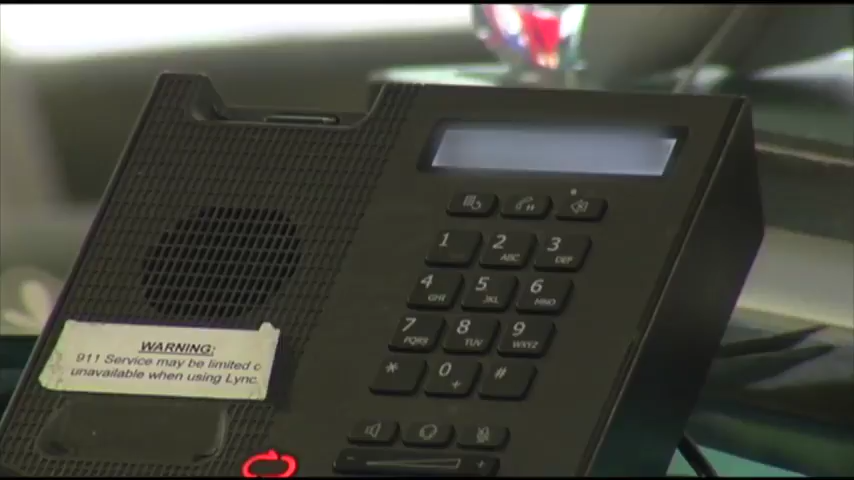 1
2 ABC
3 DEF
4 GHI
5 JKL
6 MNO
7 PQRS
8 TUV
9 WXYZ
*
0 +
#
- +
WARNING:
911 Service may be limited o
unavailable when using Lync.